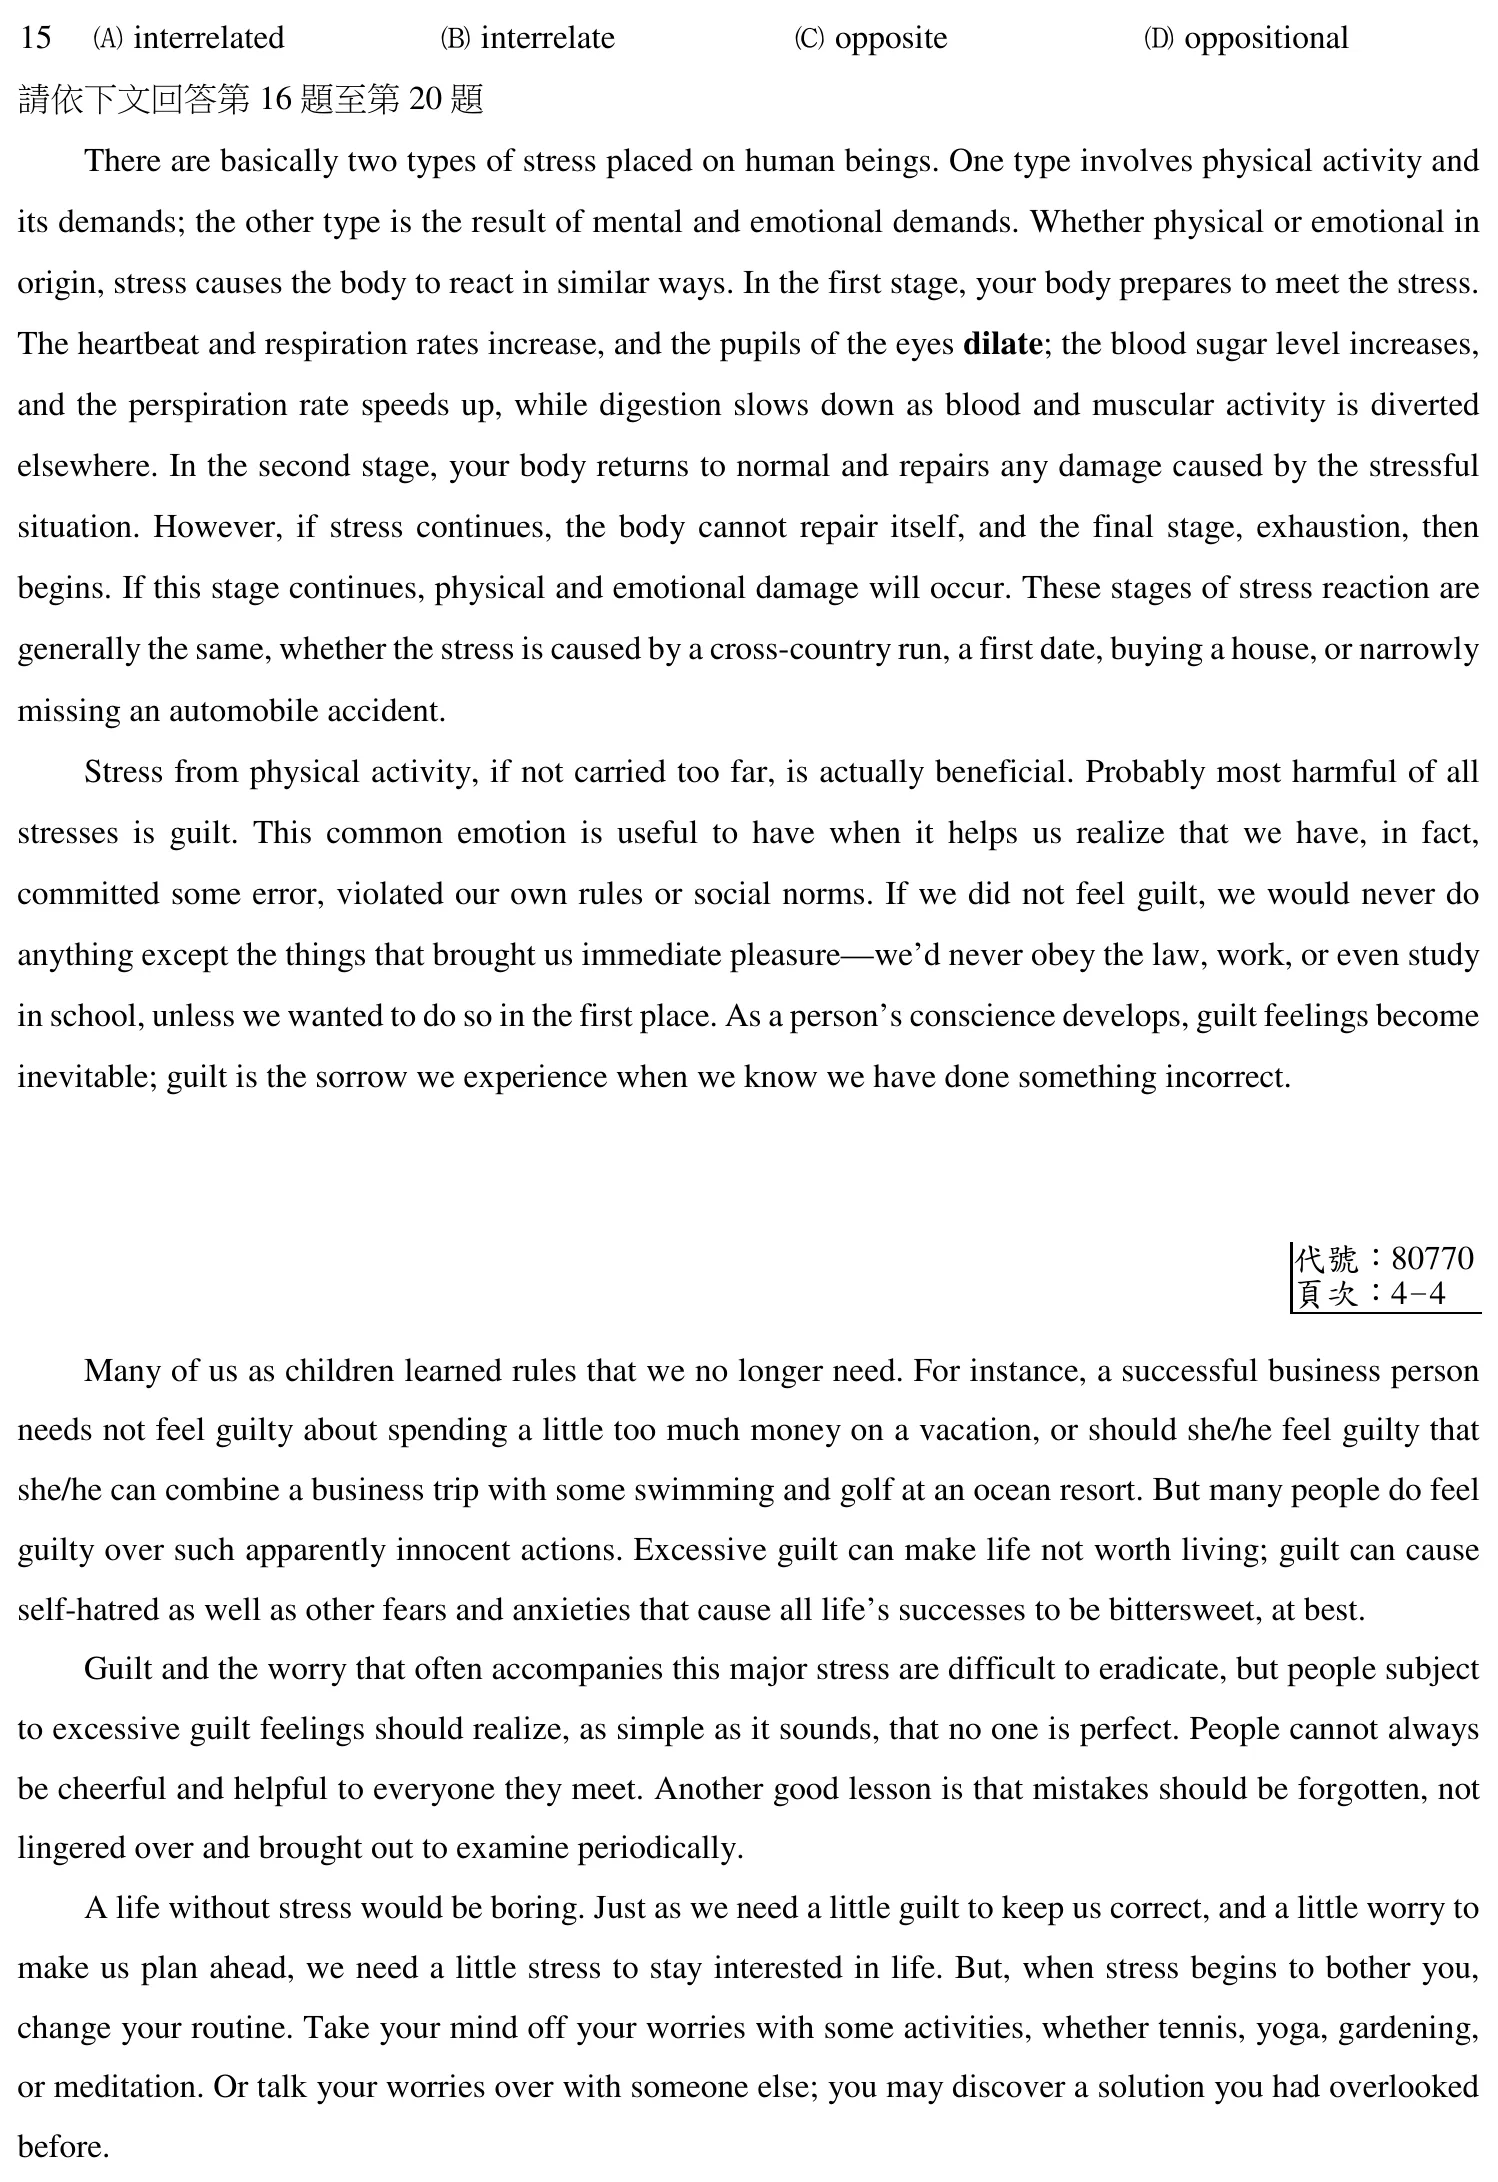 15 (A) interrelated (B) interrelate (C) opposite (D) oppositional
請依下文回答第 16 題至第 20 題
There are basically two types of stress placed on human beings. One type involves physical activity and
its demands; the other type is the result of mental and emotional demands. Whether physical or emotional in
origin, stress causes the body to react in similar ways. In the first stage, your body prepares to meet the stress.
The heartbeat and respiration rates increase, and the pupils of the eyes dilate; the blood sugar level increases,
and the perspiration rate speeds up, while digestion slows down as blood and muscular activity is diverted
elsewhere. In the second stage, your body returns to normal and repairs any damage caused by the stressful
situation. However, if stress continues, the body cannot repair itself, and the final stage, exhaustion, then
begins. If this stage continues, physical and emotional damage will occur. These stages of stress reaction are
generally the same, whether the stress is caused by a cross-country run, a first date, buying a house, or narrowly
missing an automobile accident.
Stress from physical activity, if not carried too far, is actually beneficial. Probably most harmful of all
stresses is guilt. This common emotion is useful to have when it helps us realize that we have, in fact,
committed some error, violated our own rules or social norms. If we did not feel guilt, we would never do
anything except the things that brought us immediate pleasure—we’d never obey the law, work, or even study
in school, unless we wanted to do so in the first place. As a person’s conscience develops, guilt feelings become
inevitable; guilt is the sorrow we experience when we know we have done something incorrect.
代號：80770
頁次：4－4
Many of us as children learned rules that we no longer need. For instance, a successful business person
needs not feel guilty about spending a little too much money on a vacation, or should she/he feel guilty that
she/he can combine a business trip with some swimming and golf at an ocean resort. But many people do feel
guilty over such apparently innocent actions. Excessive guilt can make life not worth living; guilt can cause
self-hatred as well as other fears and anxieties that cause all life’s successes to be bittersweet, at best.
Guilt and the worry that often accompanies this major stress are difficult to eradicate, but people subject
to excessive guilt feelings should realize, as simple as it sounds, that no one is perfect. People cannot always
be cheerful and helpful to everyone they meet. Another good lesson is that mistakes should be forgotten, not
lingered over and brought out to examine periodically.
A life without stress would be boring. Just as we need a little guilt to keep us correct, and a little worry to
make us plan ahead, we need a little stress to stay interested in life. But, when stress begins to bother you,
change your routine. Take your mind off your worries with some activities, whether tennis, yoga, gardening,
or meditation. Or talk your worries over with someone else; you may discover a solution you had overlooked
before.